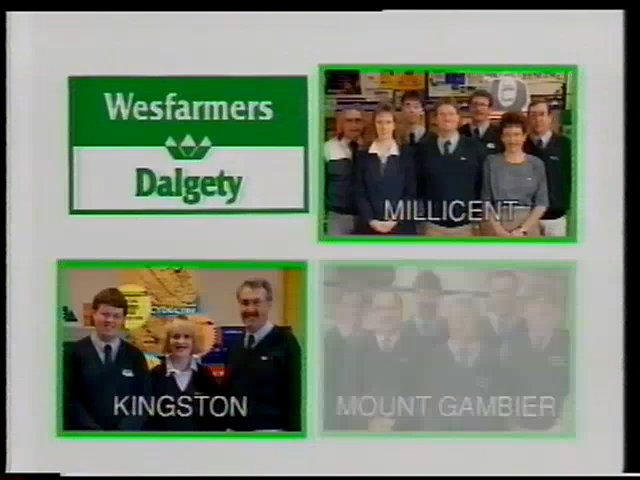 Wesfarmers
Dalgety
MILLICENT
KINGSTON
MOUNT GAMBIER